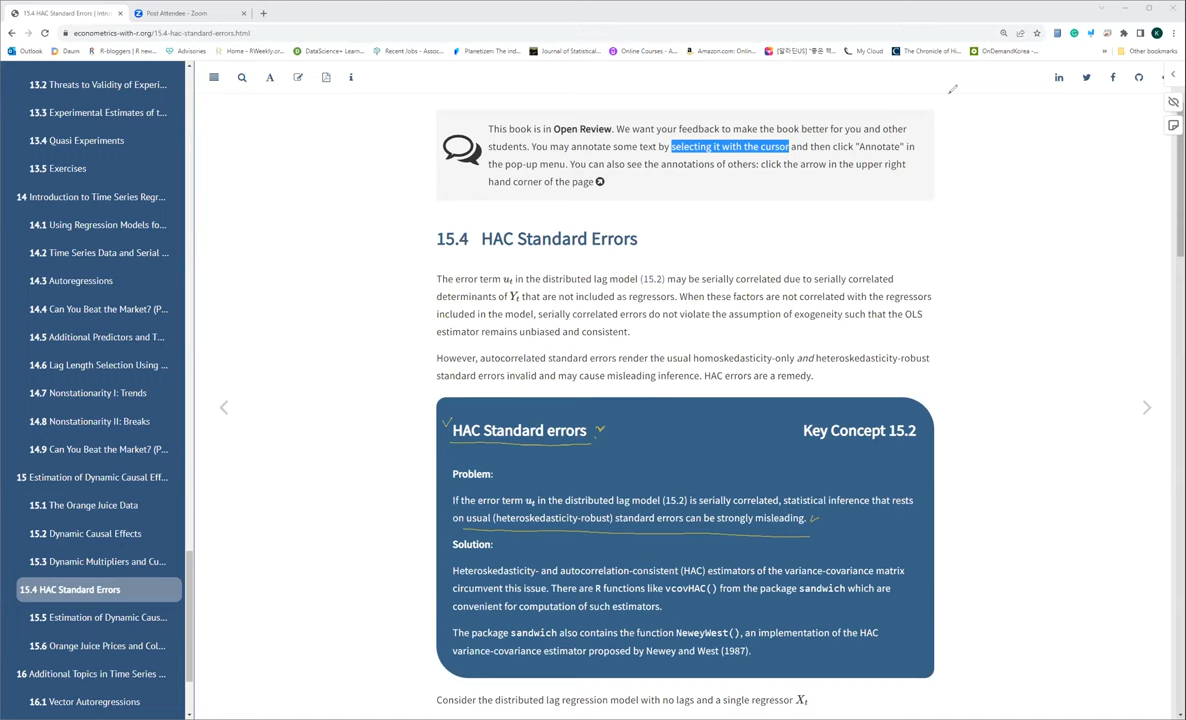 15.4 HAC Standard Errors | Intro
Post Attendee - Zoom
econometrics-with-r.org/15.4-hac-standard-errors.html
Outlook
Daum
R-bloggers | R new...
Advisories
Home - RWeekly.or...
DataScience+ Learn...
Recent Jobs - Assoc...
Planetizen: The ind...
Journal of Statistical...
Online Courses - A...
Amazon.com: Onlin...
[알라딘US] "좋은 책...
My Cloud
The Chronicle of Hi...
OnDemandKorea -...
Other bookmarks
13.2 Threats to Validity of Experi...
13.3 Experimental Estimates of t...
13.4 Quasi Experiments
13.5 Exercises
14 Introduction to Time Series Regr...
14.1 Using Regression Models fo...
14.2 Time Series Data and Serial ...
14.3 Autoregressions
14.4 Can You Beat the Market? (P...
14.5 Additional Predictors and T...
14.6 Lag Length Selection Using ...
14.7 Nonstationarity I: Trends
14.8 Nonstationarity II: Breaks
14.9 Can You Beat the Market? (P...
15 Estimation of Dynamic Causal Eff...
15.1 The Orange Juice Data
15.2 Dynamic Causal Effects
15.3 Dynamic Multipliers and Cu...
15.4 HAC Standard Errors
15.5 Estimation of Dynamic Caus...
15.6 Orange Juice Prices and Col...
16 Additional Topics in Time Series ...
16.1 Vector Autoregressions
This book is in Open Review. We want your feedback to make the book better for you and other
students. You may annotate some text by selecting it with the cursor and then click "Annotate" in
the pop-up menu. You can also see the annotations of others: click the arrow in the upper right
hand corner of the page
15.4 HAC Standard Errors
The error term uₜ in the distributed lag model (15.2) may be serially correlated due to serially correlated
determinants of Yₜ that are not included as regressors. When these factors are not correlated with the regressors
included in the model, serially correlated errors do not violate the assumption of exogeneity such that the OLS
estimator remains unbiased and consistent.
However, autocorrelated standard errors render the usual homoskedasticity-only and heteroskedasticity-robust
standard errors invalid and may cause misleading inference. HAC errors are a remedy.
HAC Standard errors
Key Concept 15.2
Problem:
If the error term uₜ in the distributed lag model (15.2) is serially correlated, statistical inference that rests
on usual (heteroskedasticity-robust) standard errors can be strongly misleading.
Solution:
Heteroskedasticity- and autocorrelation-consistent (HAC) estimators of the variance-covariance matrix
circumvent this issue. There are R functions like vcovHAC() from the package sandwich which are
convenient for computation of such estimators.
The package sandwich also contains the function NeweyWest(), an implementation of the HAC
variance-covariance estimator proposed by Newey and West (1987).
Consider the distributed lag regression model with no lags and a single regressor Xₜ